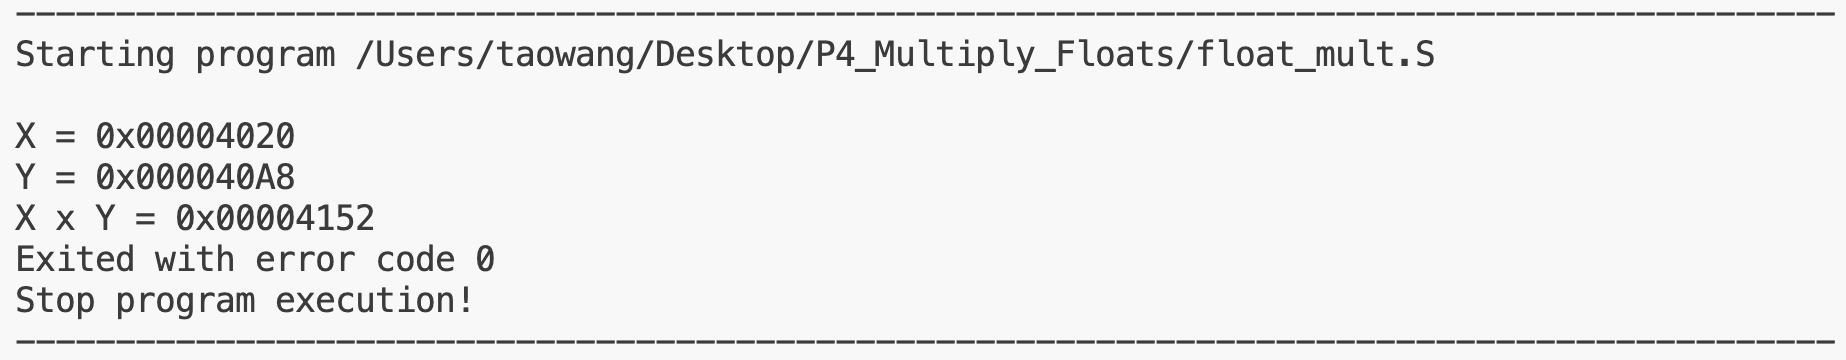 Starting program /Users/taowang/Desktop/P4_Multiply_Floats/float_mult.S
X = 0x00004020
Y = 0x000040A8
X x Y = 0x00004152
Exited with error code 0
Stop program execution!